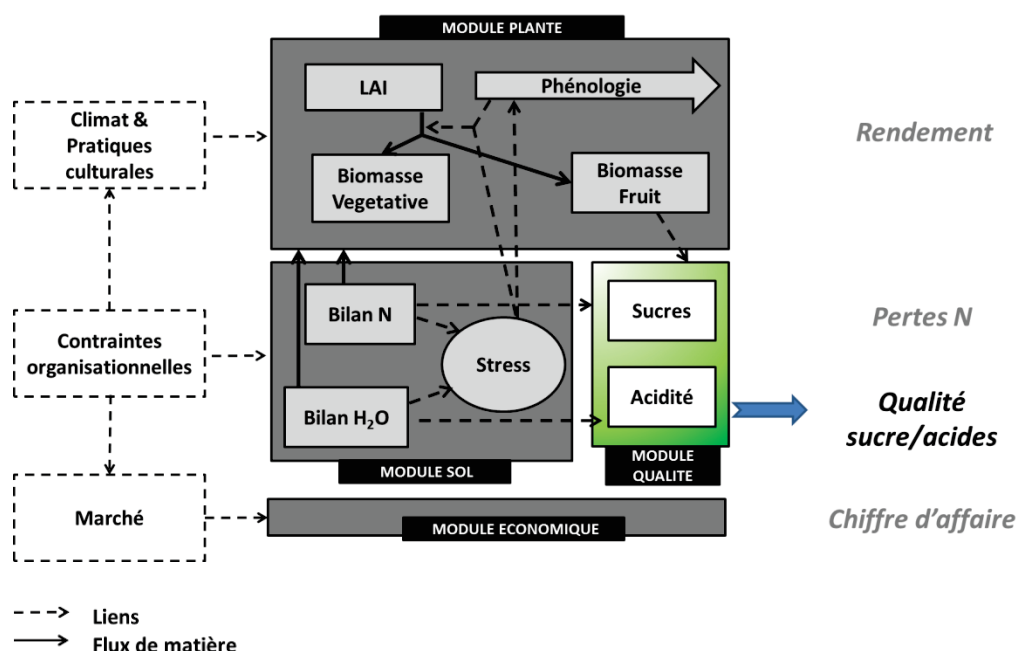 MODULE PLANTE
LAI
Phénologie
Climat &
Pratiques
culturales
Biomasse
Vegetative
Biomasse
Fruit
Rendement
Bilan N
Stress
Bilan H₂O
MODULE SOL
Sucres
Acidité
MODULE
QUALITE
Pertes N
Qualité
sucre/acides
Contraintes
organisationnelles
Marché
MODULE ECONOMIQUE
Chiffre d'affaire
Liens
Flux de matière